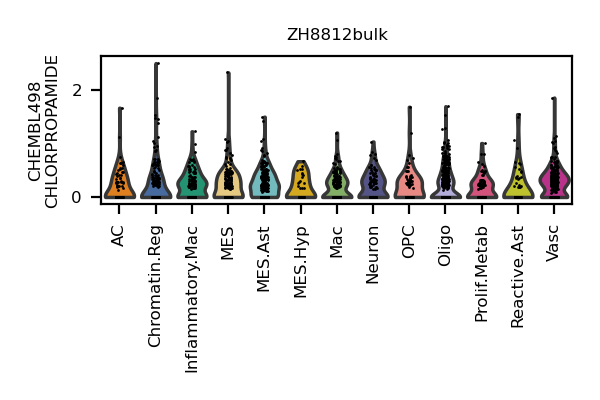 ZH8812bulk
CHEMBL498
CHLORPROPAMIDE
2
0
AC
Chromatin.Reg
Inflammatory.Mac
MES
MES.Ast
MES.Hyp
Mac
Neuron
OPC
Oligo
Prolif.Metab
Reactive.Ast
Vasc